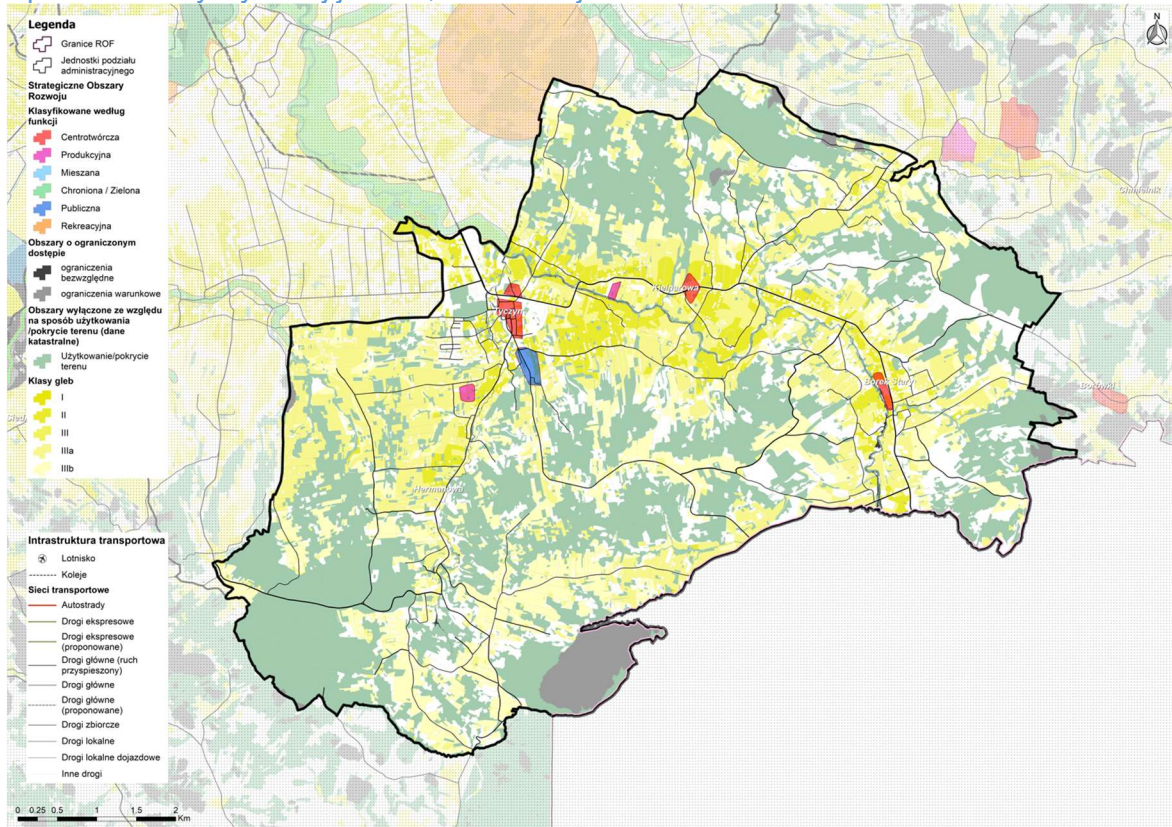 Legenda
Granice ROF
Jednostki podziału
administracyjnego
Strategiczne Obszary
Rozwoju
Klasyfikowane według
funkcji
Centrotwórcza
Produkcyjna
Mieszana
Chroniona / Zielona
Publiczna
Rekreacyjna
Obszary o ograniczonym
dostępie
ograniczenia
bezwzględne
ograniczenia warunkowe
Obszary wyłączone ze względu
na sposób użytkowania
/pokrycie terenu (dane
katastralne)
Użytkowanie/pokrycie
terenu
Klasy gleb
I
II
III
IIIa
IIIb
Intrastruktura transportowa
Lotnisko
Koleje
Sieci transportowe
Autostrady
Drogi ekspresowe
Drogi ekspresowe
(proponowane)
Drogi główne (ruch
przyspieszony)
Drogi główne
Drogi główne
(proponowane)
Drogi zbiorcze
Drogi lokalne
Drogi lokalne dojazdowe
Inne drogi
0 0.25 0.5 1 1.5 2
Km
N
Chmielnik
Kielnarowa
Tyczyn
Borek Stary
Borówki
Hermanowa